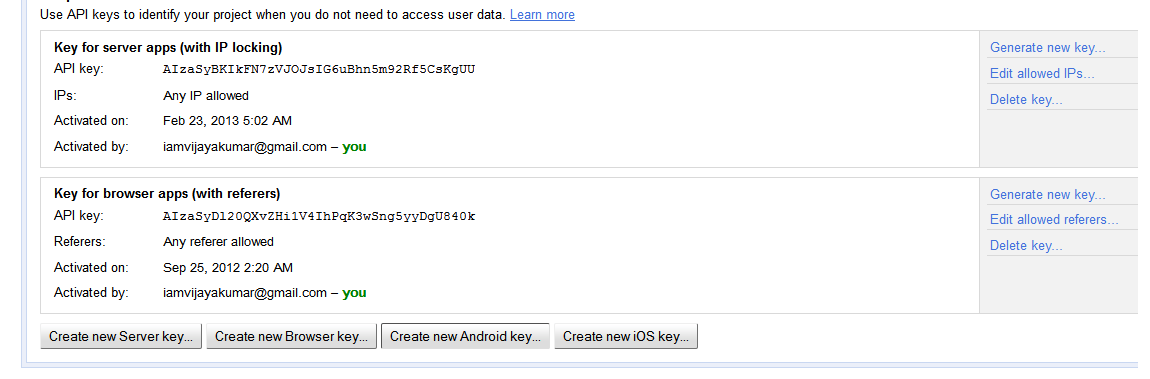 Use API keys to identify your project when you do not need to access user data. Learn more
Key for server apps (with IP locking)
API key: AIzaSyBKIkFN7zVJOJsIG6uBhn5m92Rf5CsKgUU
IPs: Any IP allowed
Activated on: Feb 23, 2013 5:02 AM
Activated by: iamvijayakumar@gmail.com – you
Generate new key...
Edit allowed IPs...
Delete key...
Key for browser apps (with referers)
API key: AIzaSyDl20QXvZHi1V4IhPqK3wSng5yyDgU840k
Referers: Any referer allowed
Activated on: Sep 25, 2012 2:20 AM
Activated by: iamvijayakumar@gmail.com – you
Generate new key...
Edit allowed referers...
Delete key...
Create new Server key... Create new Browser key... Create new Android key... Create new iOS key...